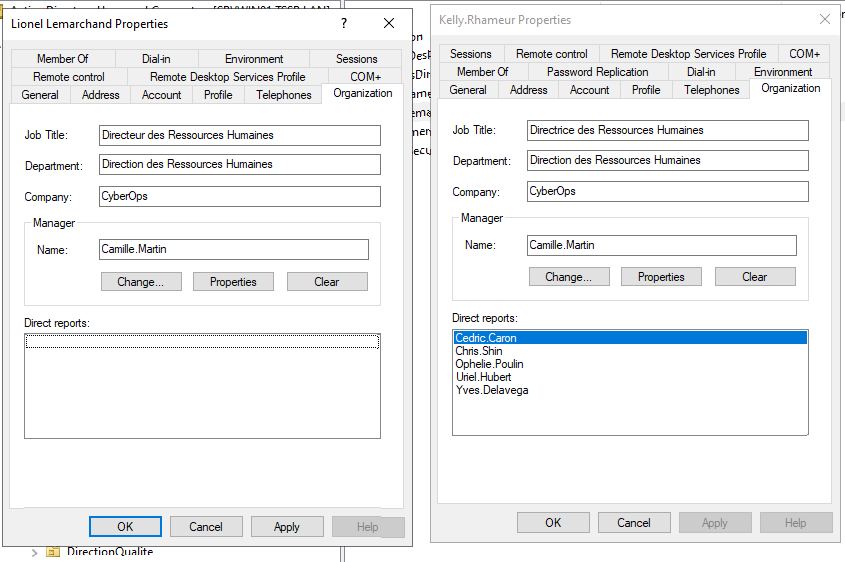 Lionel Lemarchand Properties
?
Member Of
Dial-in
Environment
Sessions
Remote control
Remote Desktop Services Profile
COM+
General
Address
Account
Profile
Telephones
Organization
Job Title:
Directeur des Ressources Humaines
Department:
Direction des Ressources Humaines
Company:
CyberOps
Manager
Name:
Camille.Martin
Change...
Properties
Clear
Direct reports:
OK
Cancel
Apply
Help
DirectionQualite
Kelly.Rhameur Properties
Sessions
Remote control
Remote Desktop Services Profile
COM+
Member Of
Password Replication
Dial-in
Environment
General
Address
Account
Profile
Telephones
Organization
Job Title:
Directrice des Ressources Humaines
Department:
Direction des Ressources Humaines
Company:
CyberOps
Manager
Name:
Camille.Martin
Change...
Properties
Clear
Direct reports:
Cedric.Caron
Chris.Shin
Ophelie.Poulin
Uriel.Hubert
Yves.Delavega
OK
Cancel
Apply
Help